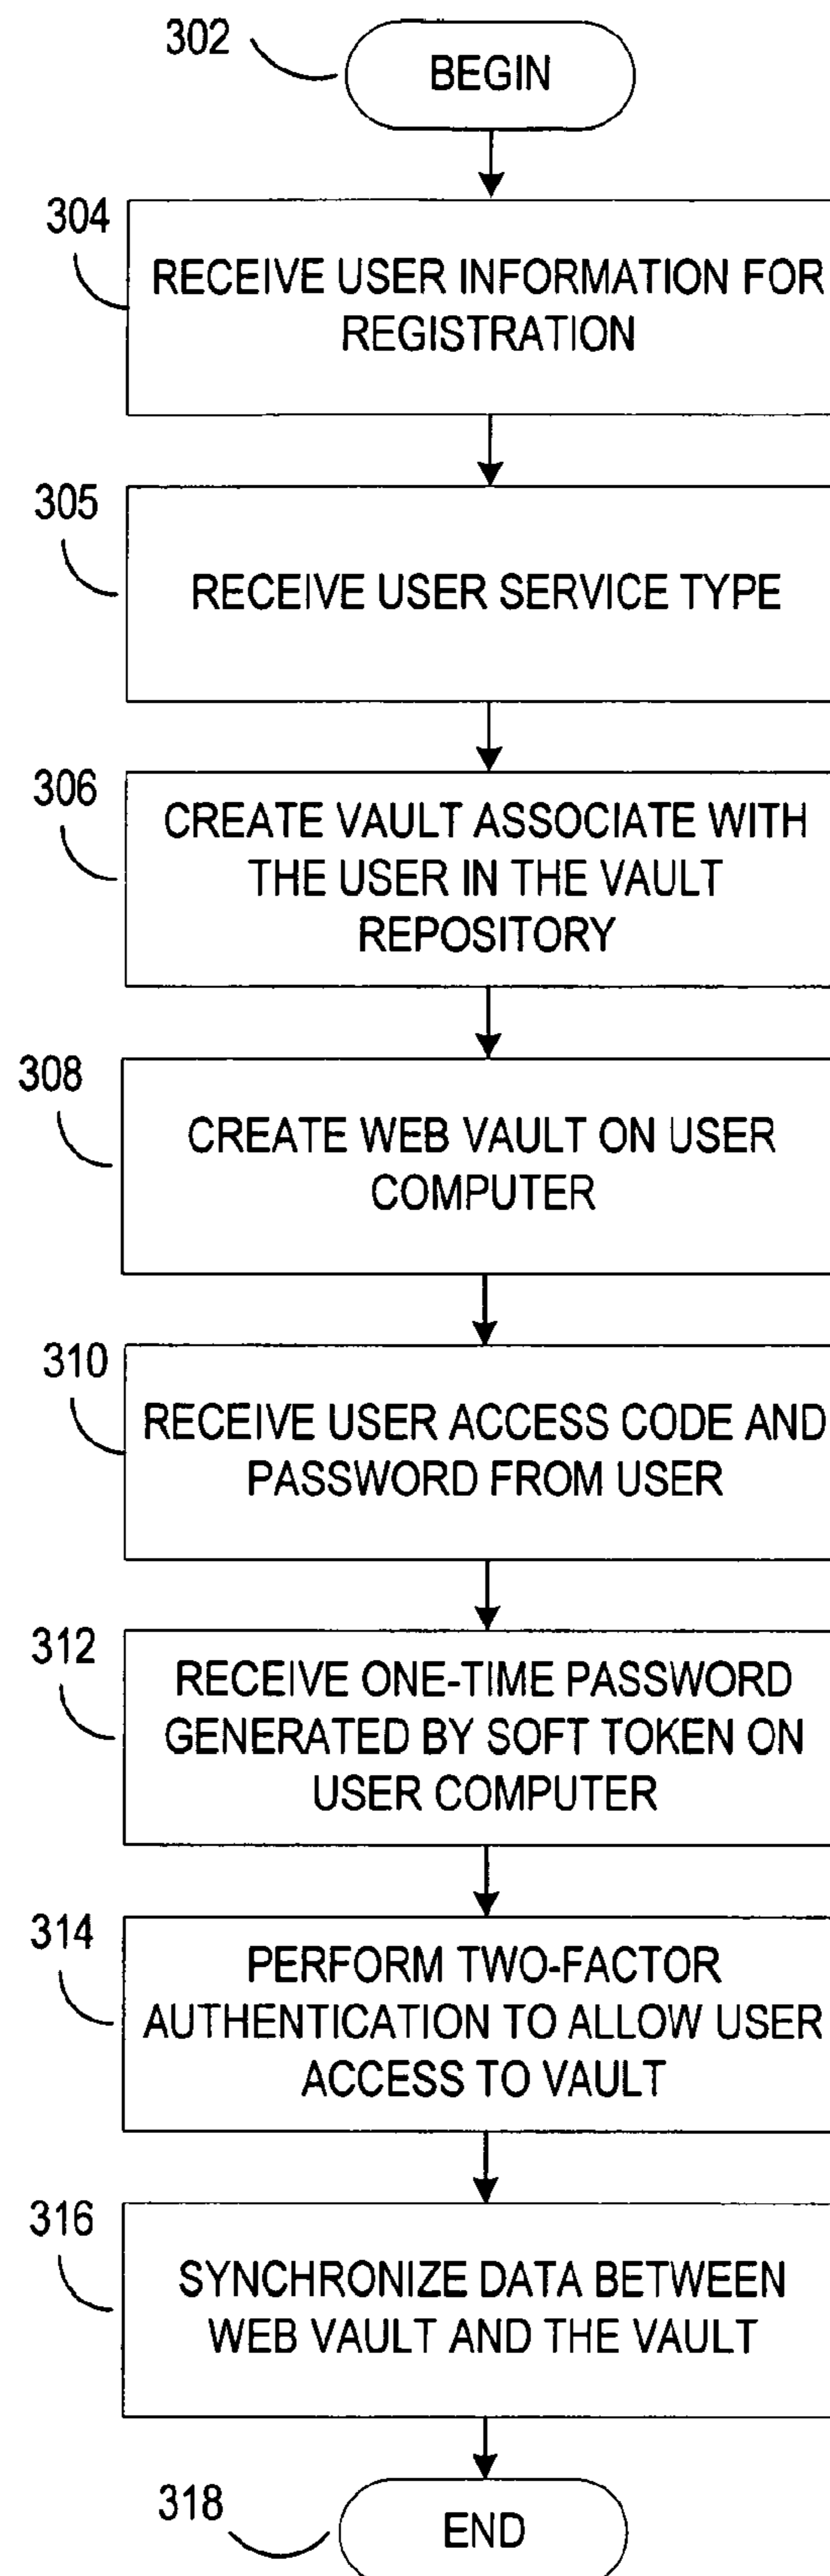 302
BEGIN
304
RECEIVE USER INFORMATION FOR
REGISTRATION
305
RECEIVE USER SERVICE TYPE
306
CREATE VAULT ASSOCIATE WITH
THE USER IN THE VAULT
REPOSITORY
308
CREATE WEB VAULT ON USER
COMPUTER
310
RECEIVE USER ACCESS CODE AND
PASSWORD FROM USER
312
RECEIVE ONE-TIME PASSWORD
GENERATED BY SOFT TOKEN ON
USER COMPUTER
314
PERFORM TWO-FACTOR
AUTHENTICATION TO ALLOW USER
ACCESS TO VAULT
316
SYNCHRONIZE DATA BETWEEN
WEB VAULT AND THE VAULT
318
END